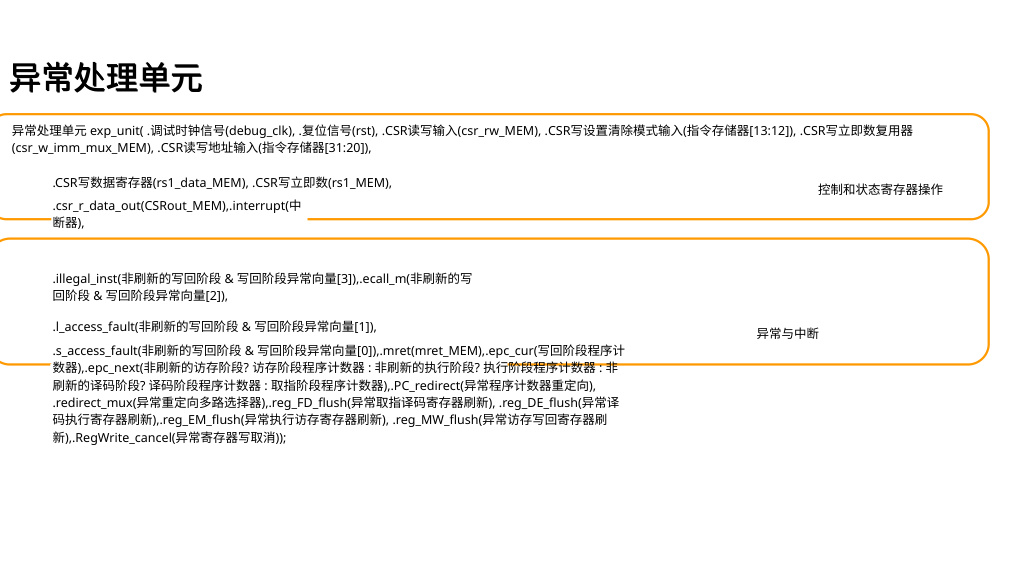 异常处理单元
异常处理单元 exp_unit( .调试时钟信号(debug_clk), .复位信号(rst), .CSR读写输入(csr_rw_MEM), .CSR写设置清除模式输入(指令存储器[13:12]), .CSR写立即数复用器
(csr_w_imm_mux_MEM), .CSR读写地址输入(指令存储器[31:20]),
.CSR写数据寄存器(rs1_data_MEM), .CSR写立即数(rs1_MEM),
控制和状态寄存器操作
.csr_r_data_out(CSRout_MEM),.interrupt(中
断器),
.illegal_inst(非刷新的写回阶段 & 写回阶段异常向量[3]),.ecall_m(非刷新的写
回阶段 & 写回阶段异常向量[2]),
.l_access_fault(非刷新的写回阶段 & 写回阶段异常向量[1]),
异常与中断
.s_access_fault(非刷新的写回阶段 & 写回阶段异常向量[0]),.mret(mret_MEM),.epc_cur(写回阶段程序计
数器),.epc_next(非刷新的访存阶段? 访存阶段程序计数器 : 非刷新的执行阶段? 执行阶段程序计数器 : 非
刷新的译码阶段? 译码阶段程序计数器 : 取指阶段程序计数器),.PC_redirect(异常程序计数器重定向),
.redirect_mux(异常重定向多路选择器),.reg_FD_flush(异常取指译码寄存器刷新), .reg_DE_flush(异常译
码执行寄存器刷新),.reg_EM_flush(异常执行访存寄存器刷新), .reg_MW_flush(异常访存写回寄存器刷
新),.RegWrite_cancel(异常寄存器写取消));